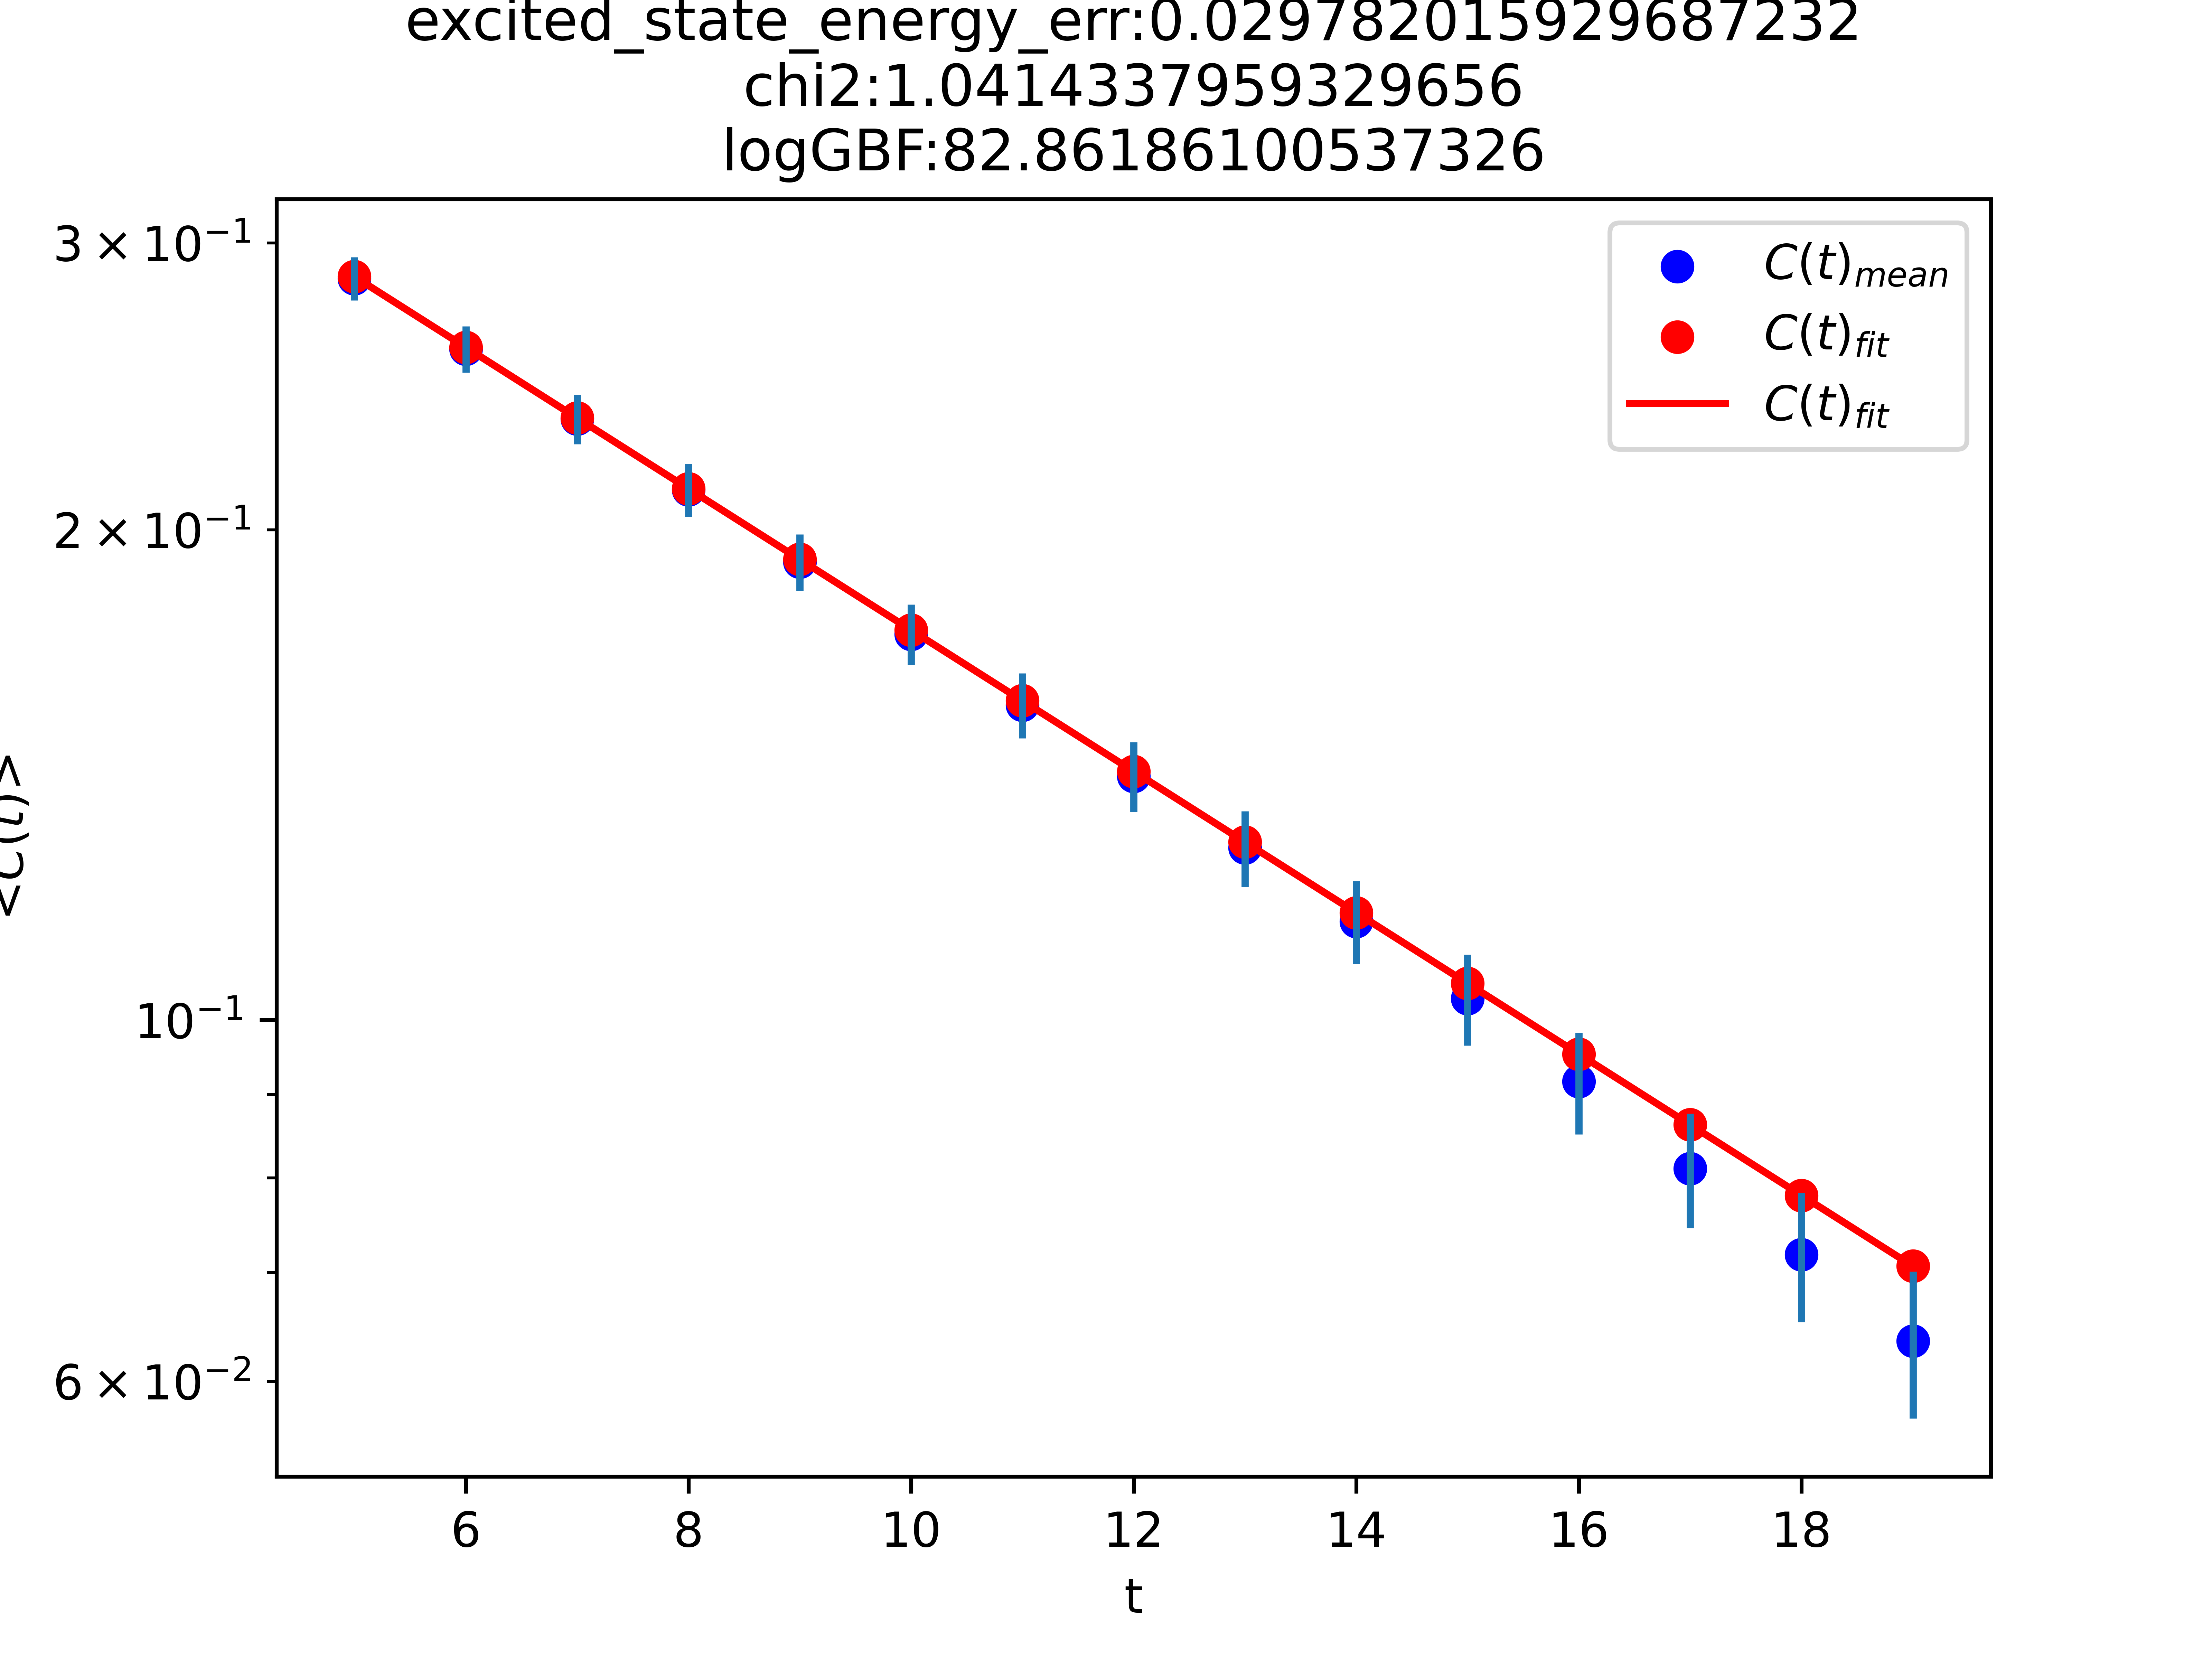 excited_state_energy_err:0.029782015929687232
chi2:1.0414337959329656
logGBF:82.86186100537326
C(t)mean
C(t)fit
C(t)fit
3 × 10−1
2 × 10−1
10−1
6 × 10−2
<C(t)>
6 8 10 12 14 16 18
t